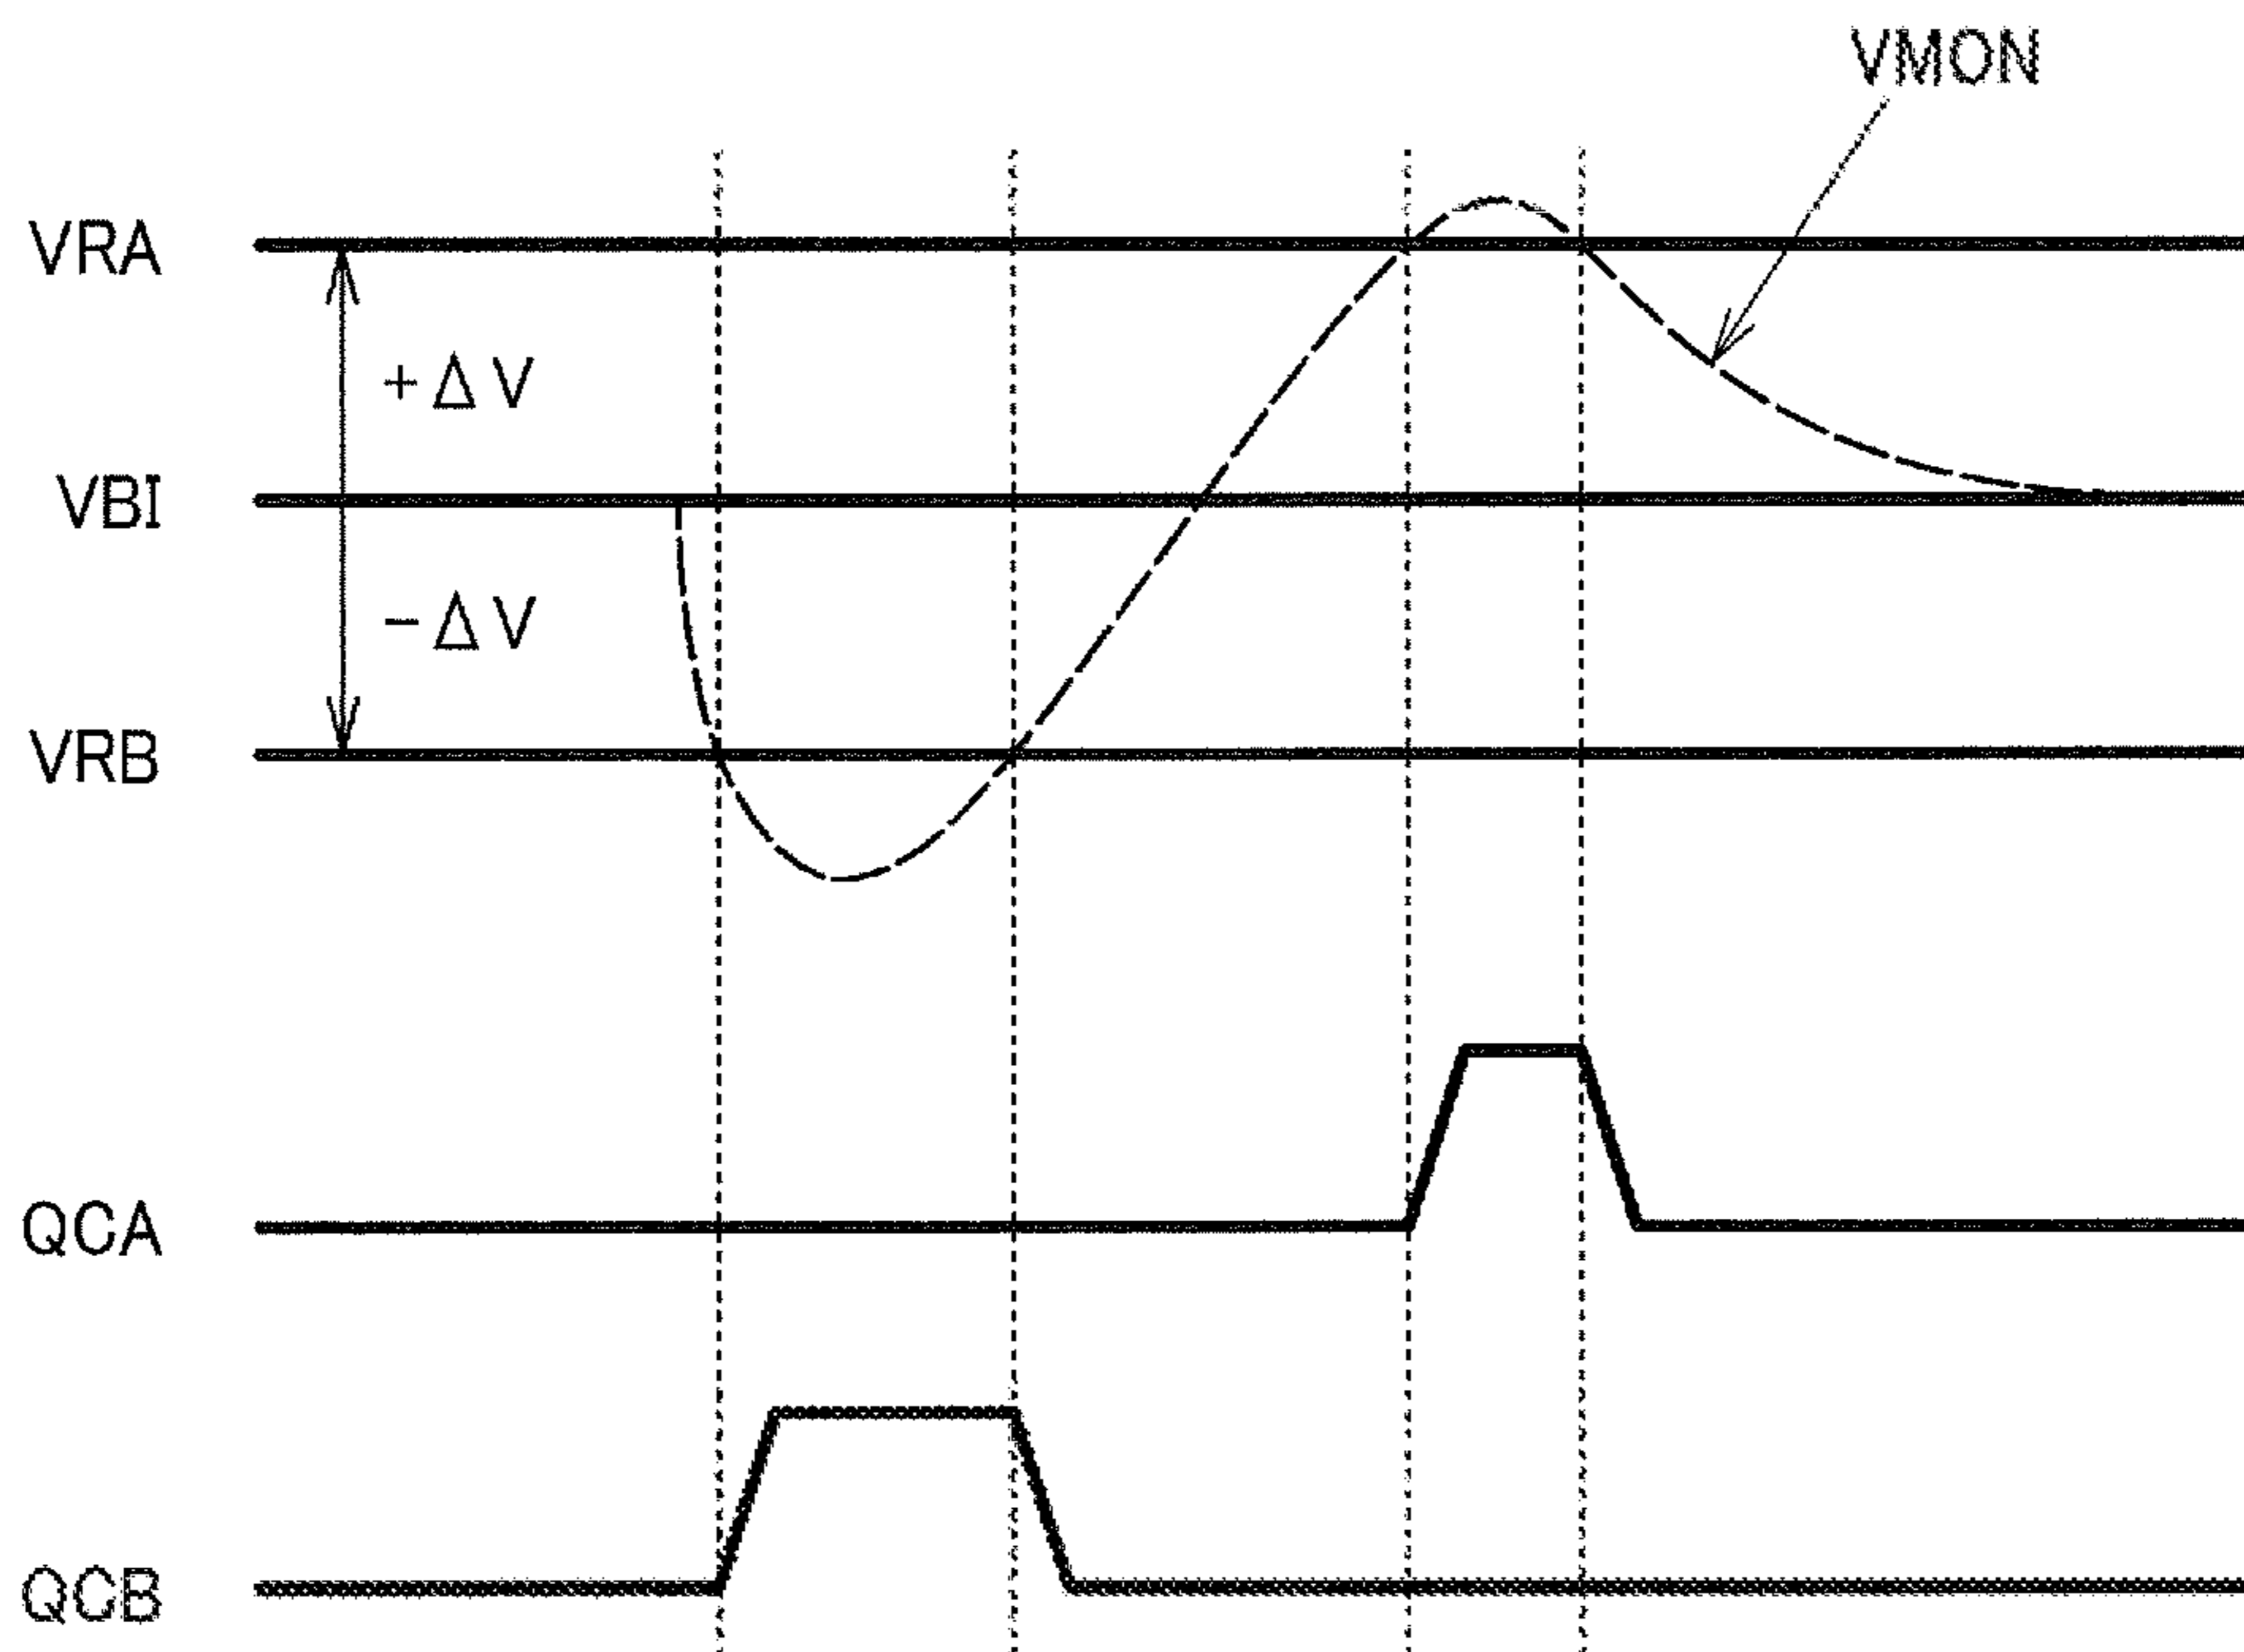 VMON
VRA
+ΔV
VBI
−ΔV
VRB
QCA
QCB